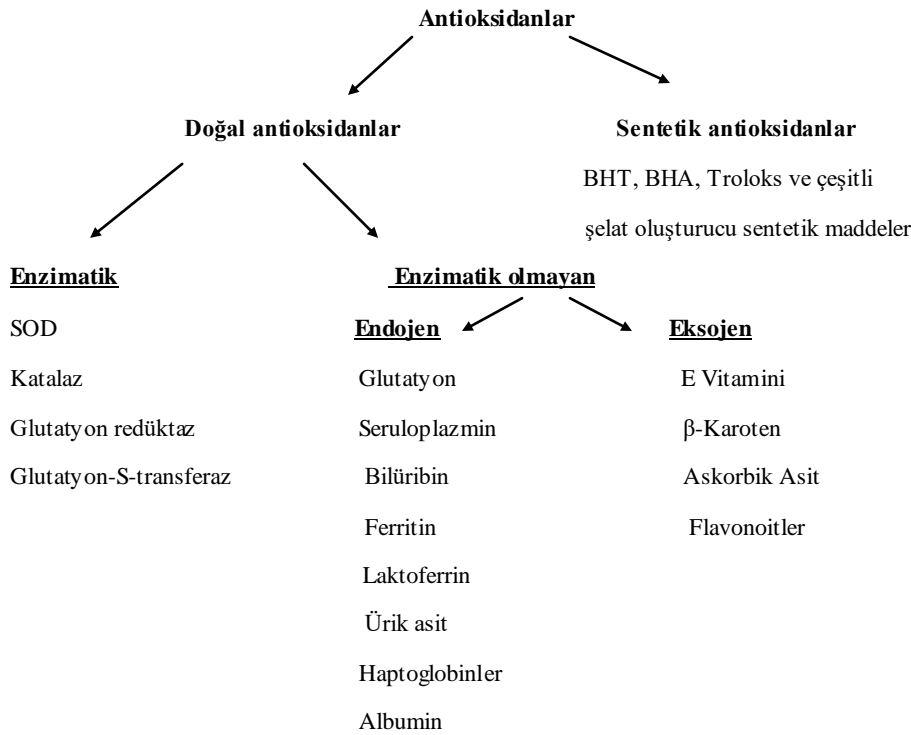 Antioksidanlar
Doğal antioksidanlar
Sentetik antioksidanlar
BHT, BHA, Troloks ve çeşitli
şelat oluşturucu sentetik maddeler
Enzimatik
SOD
Katalaz
Glutatyon redüktaz
Glutatyon-S-transferaz
Enzimatik olmayan
Endojen
Glutatyon
Seruloplazmin
Bilüribin
Ferritin
Laktoferrin
Ürik asit
Haptoglobinler
Albumin
Eksojen
E Vitamini
β-Karoten
Askorbik Asit
Flavonoitler